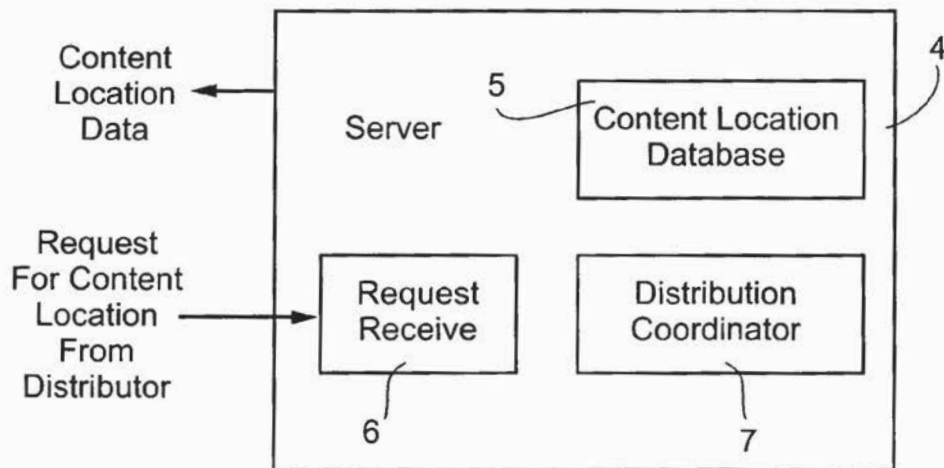 Content
Location
Data
Server
5
Content Location
Database
4
Request
For Content
Location
From
Distributor
Request
Receive
6
Distribution
Coordinator
7